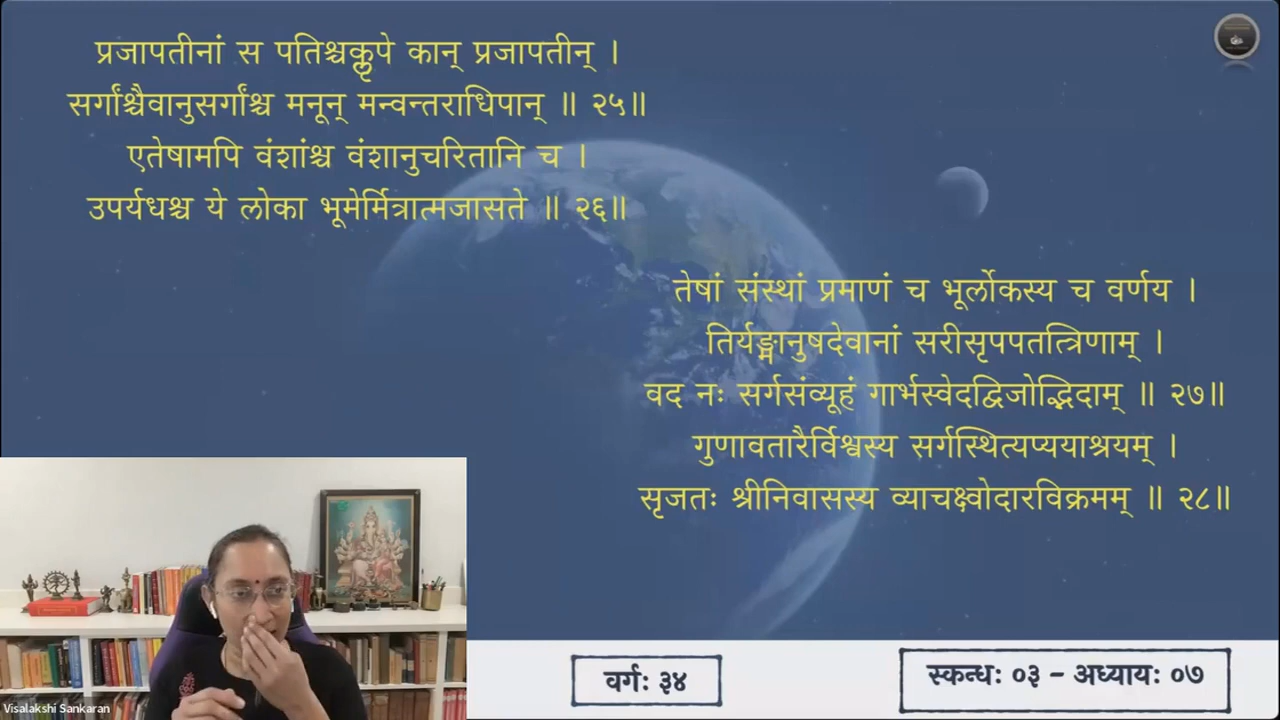 प्रजापतीनां स पतिश्चक्लृपे कान् प्रजापतीन् ।
सर्गांश्चैवानुसर्गांश्च मनून् मन्वन्तराधिपान् ॥ २५॥
एतेषामपि वंशांश्च वंशानुचरितानि च ।
उपर्यधश्च ये लोका भूमेर्मित्रात्मजासते ॥ २६॥
तेषां संस्थां प्रमाणं च भूर्लोकस्य च वर्णय ।
तिर्यङ्मानुषदेवानां सरीसृपपतत्त्रिणाम् ।
वद नः सर्गसंव्यूहं गार्भस्वेदद्विजोद्भिदाम् ॥ २७॥
गुणावतारैर्विश्वस्य सर्गस्थित्यप्ययाश्रयम् ।
सृजतः श्रीनिवासस्य व्याचक्ष्वोदारविक्रमम् ॥ २८॥
Visalakshi Sankaran
वर्गः ३४
स्कन्धः ०३ - अध्यायः ०७